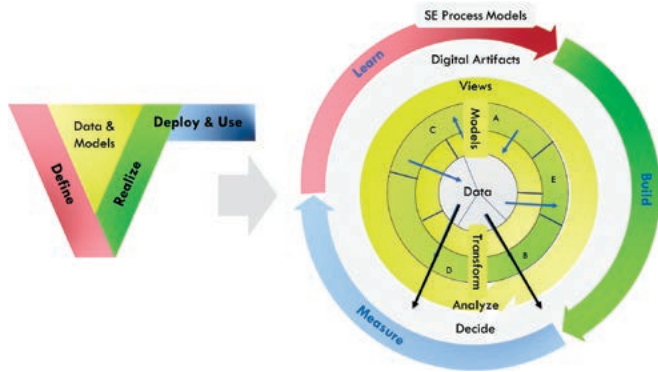 Define
Data &
Models
Realize
Deploy & Use
SE Process Models
Learn
Digital Artifacts
Views
Models
C
A
E
Data
Build
Transform
D
B
Analyze
Measure
Decide